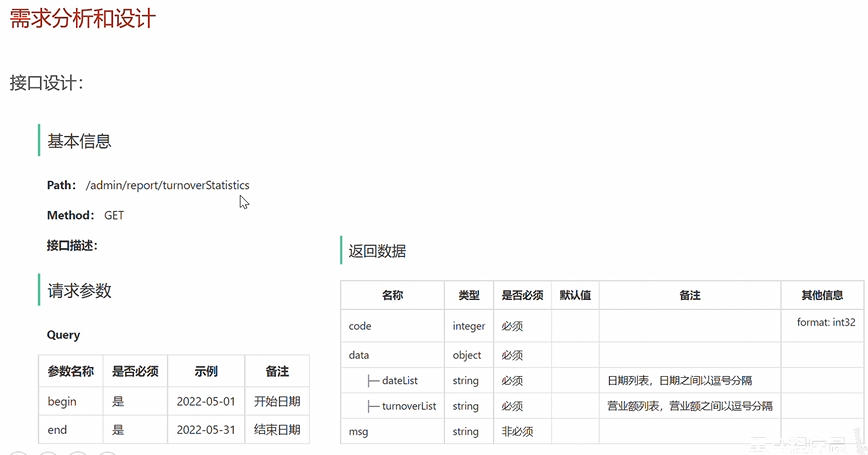 需求分析和设计
接口设计：
基本信息
Path： /admin/report/turnoverStatistics
Method： GET
接口描述：
请求参数
Query
参数名称 是否必须 示例 备注
begin 是 2022-05-01 开始日期
end 是 2022-05-31 结束日期
返回数据
名称 类型 是否必须 默认值 备注 其他信息
code integer 必须 format: int32
data object 必须
├─ dateList string 必须 日期列表，日期之间以逗号分隔
├─ turnoverList string 必须 营业额列表，营业额之间以逗号分隔
msg string 非必须